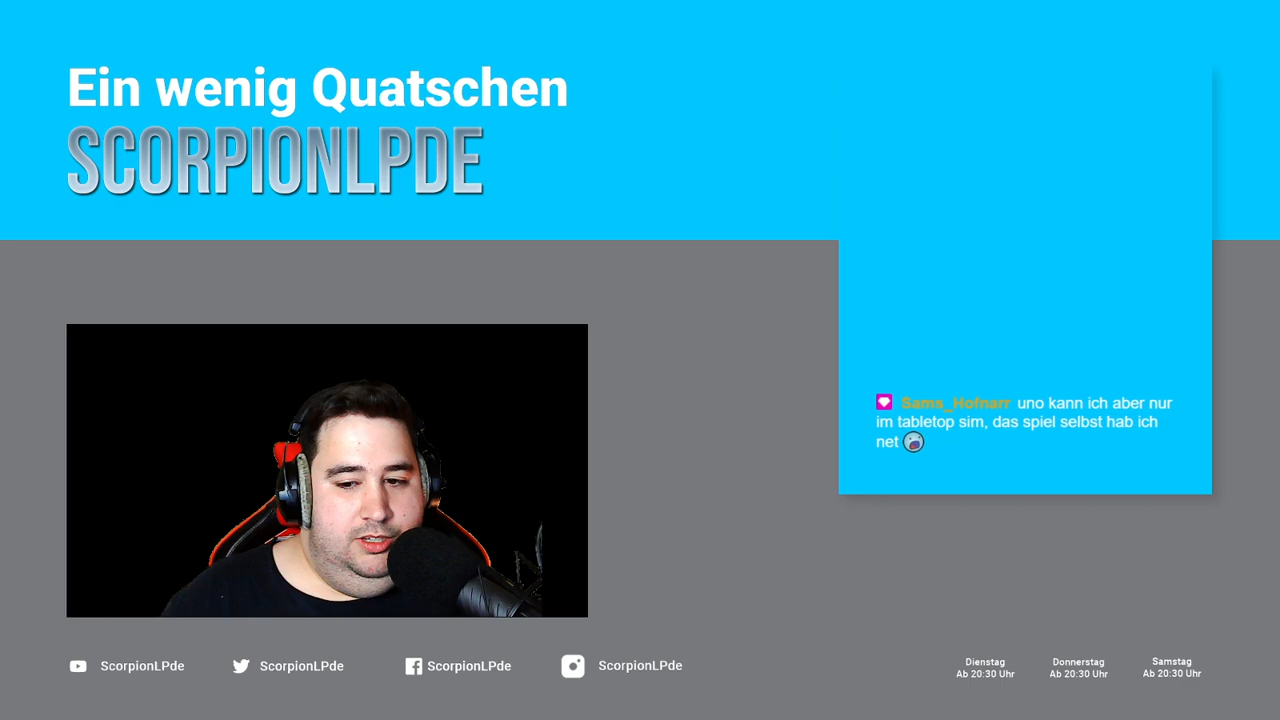 Ein wenig Quatschen
SCORPIONLPDE
Sams_Hofnarr uno kann ich aber nur
im tabletop sim, das spiel selbst hab ich
net
ScorpionLPde
ScorpionLPde
ScorpionLPde
ScorpionLPde
Dienstag
Ab 20:30 Uhr
Donnerstag
Ab 20:30 Uhr
Samstag
Ab 20:30 Uhr